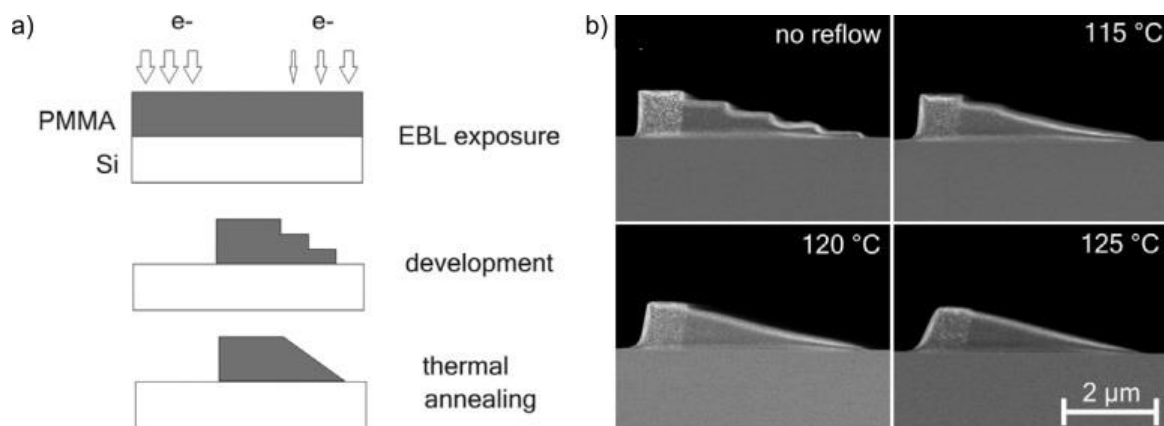 a)
e-
e-
PMMA
Si
EBL exposure
development
thermal
annealing
b)
no reflow
115 °C
120 °C
125 °C
2 µm